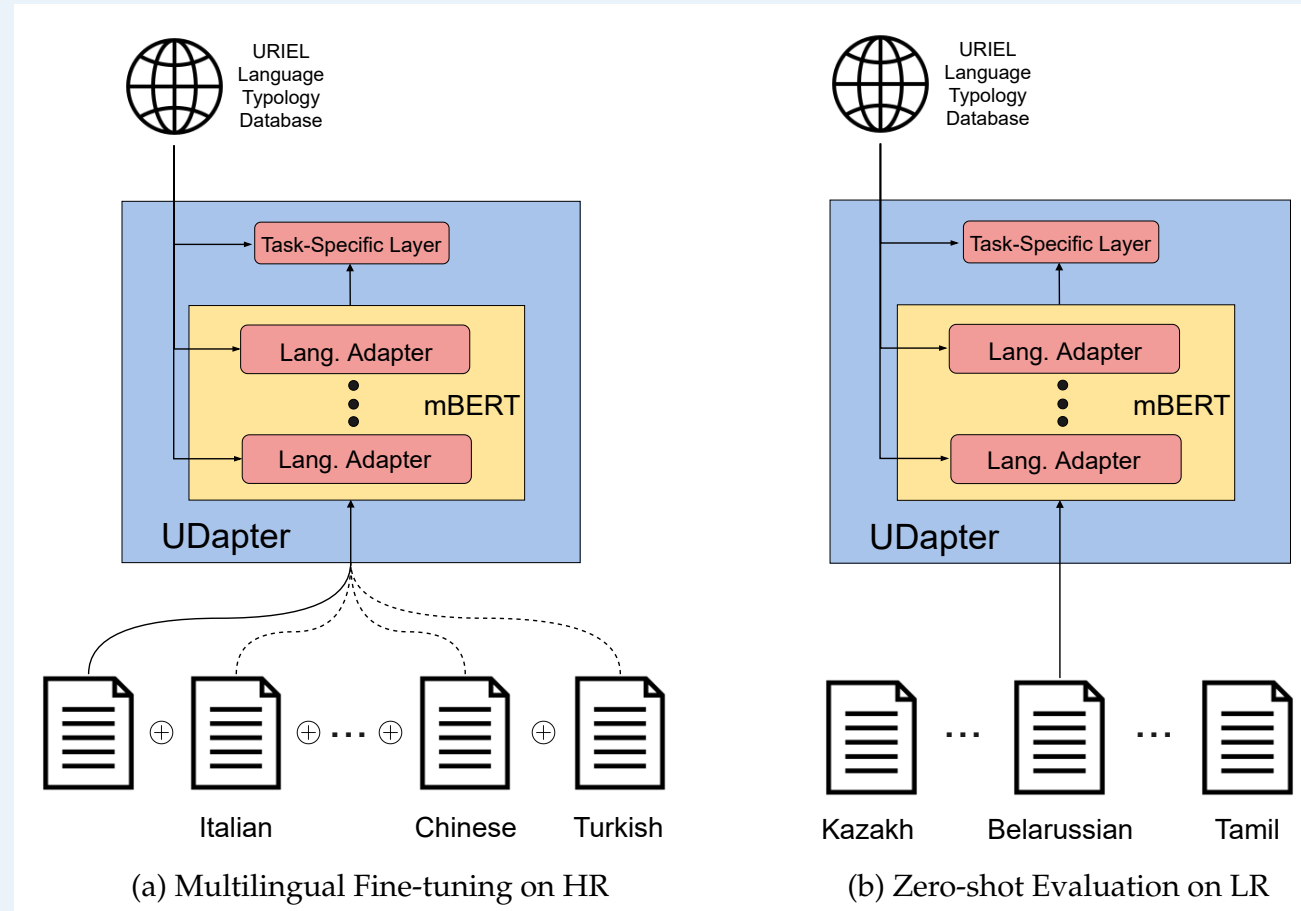 URIEL
Language
Typology
Database
Task-Specific Layer
Lang. Adapter
mBERT
Lang. Adapter
UDapter
Italian
Chinese
Turkish
(a) Multilingual Fine-tuning on HR
URIEL
Language
Typology
Database
Task-Specific Layer
Lang. Adapter
mBERT
Lang. Adapter
UDapter
Kazakh
Belarussian
Tamil
(b) Zero-shot Evaluation on LR